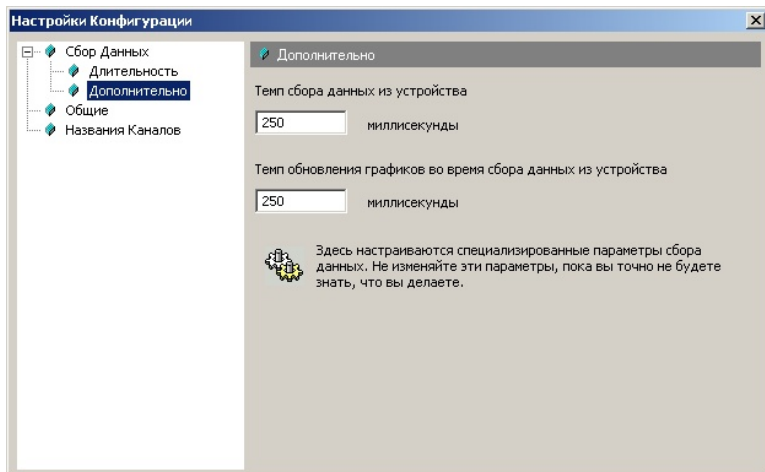 Настройки Конфигурации
Сбор Данных
Длительность
Дополнительно
Общие
Названия Каналов
Дополнительно
Темп сбора данных из устройства
250 миллисекунды
Темп обновления графиков во время сбора данных из устройства
250 миллисекунды
Здесь настраиваются специализированные параметры сбора
данных. Не изменяйте эти параметры, пока вы точно не будете
знать, что вы делаете.